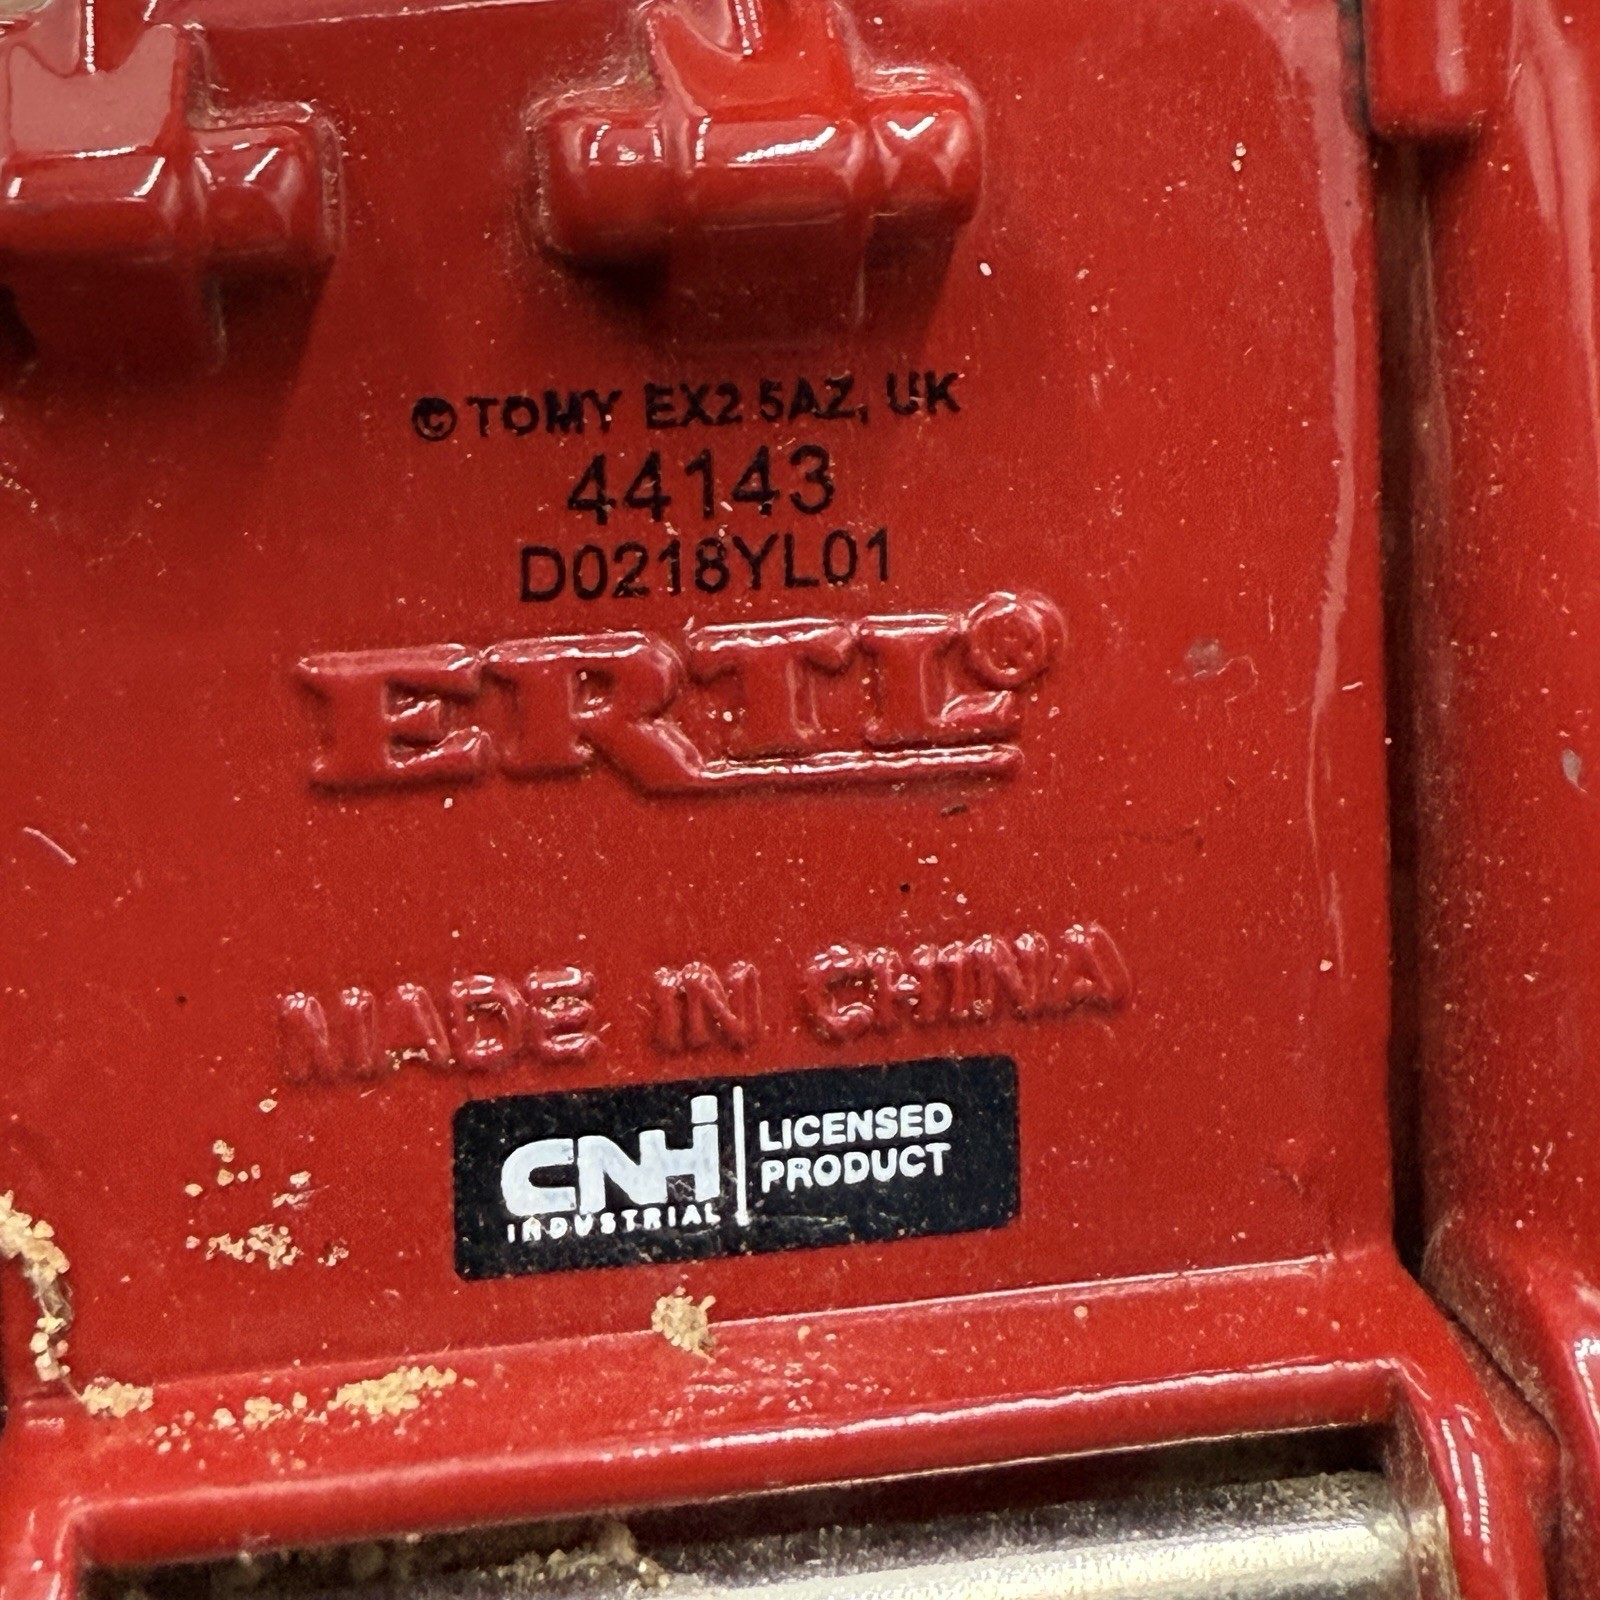 © TOMY EX2 5AZ, UK
44143
D0218YL01
ERTL®
MADE IN CHINA
CNH INDUSTRIAL
LICENSED PRODUCT